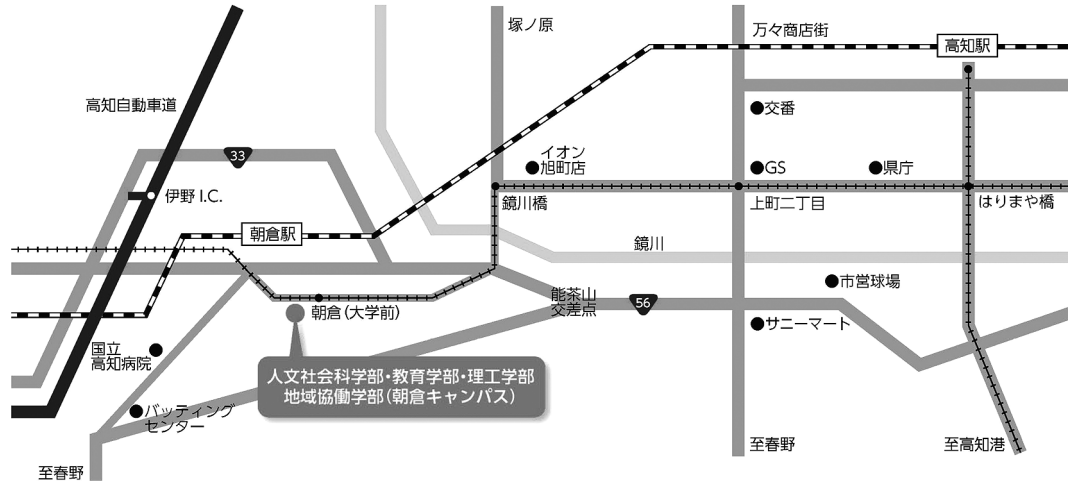 塚ノ原
万々商店街
高知駅
高知自動車道
交番
33
イオン
旭町店
GS
県庁
伊野 I.C.
鏡川橋
上町二丁目
はりまや橋
朝倉駅
鏡川
市営球場
能茶山
交差点
56
朝倉(大学前)
サニーマート
国立
高知病院
人文社会科学部・教育学部・理工学部
地域協働学部(朝倉キャンパス)
バッティング
センター
至春野
至春野
至高知港